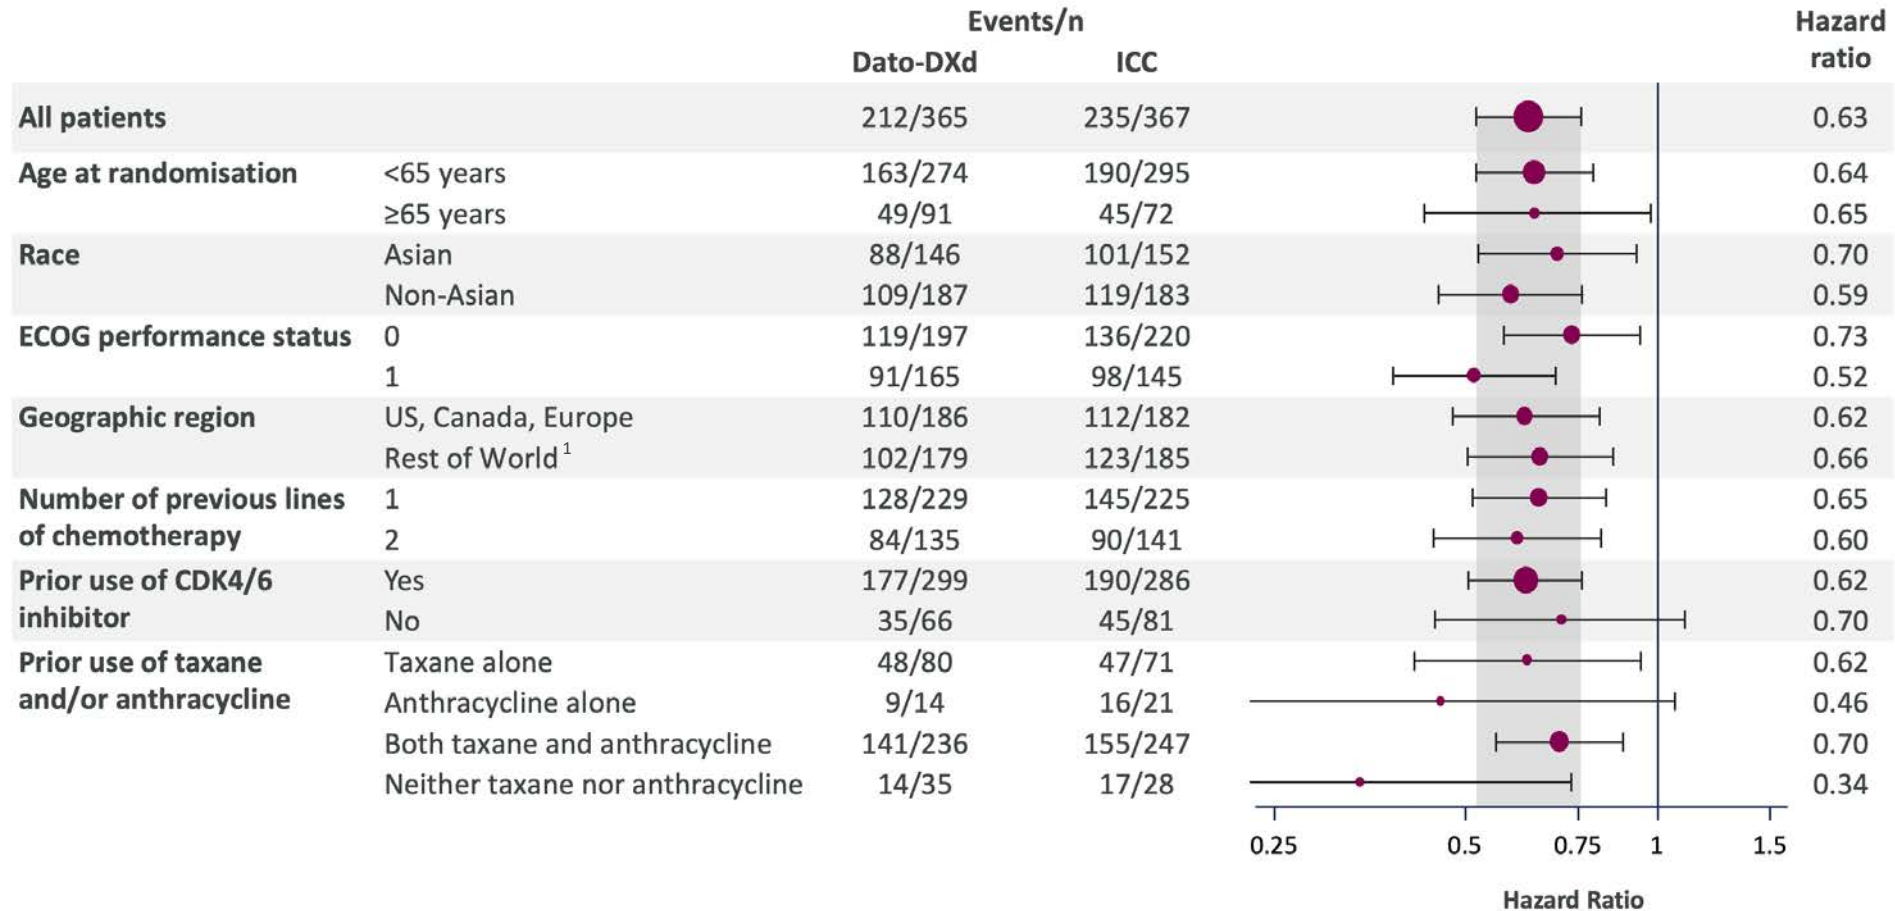 Events/n
Hazard ratio
Dato-DXd ICC
All patients 212/365 235/367 0.63
Age at randomisation <65 years 163/274 190/295 0.64
≥65 years 49/91 45/72 0.65
Race Asian 88/146 101/152 0.70
Non-Asian 109/187 119/183 0.59
ECOG performance status 0 119/197 136/220 0.73
1 91/165 98/145 0.52
Geographic region US, Canada, Europe 110/186 112/182 0.62
Rest of World 1 102/179 123/185 0.66
Number of previous lines 1 128/229 145/225 0.65
of chemotherapy 2 84/135 90/141 0.60
Prior use of CDK4/6 Yes 177/299 190/286 0.62
inhibitor No 35/66 45/81 0.70
Prior use of taxane Taxane alone 48/80 47/71 0.62
and/or anthracycline Anthracycline alone 9/14 16/21 0.46
Both taxane and anthracycline 141/236 155/247 0.70
Neither taxane nor anthracycline 14/35 17/28 0.34
0.25 0.5 0.75 1 1.5
Hazard Ratio